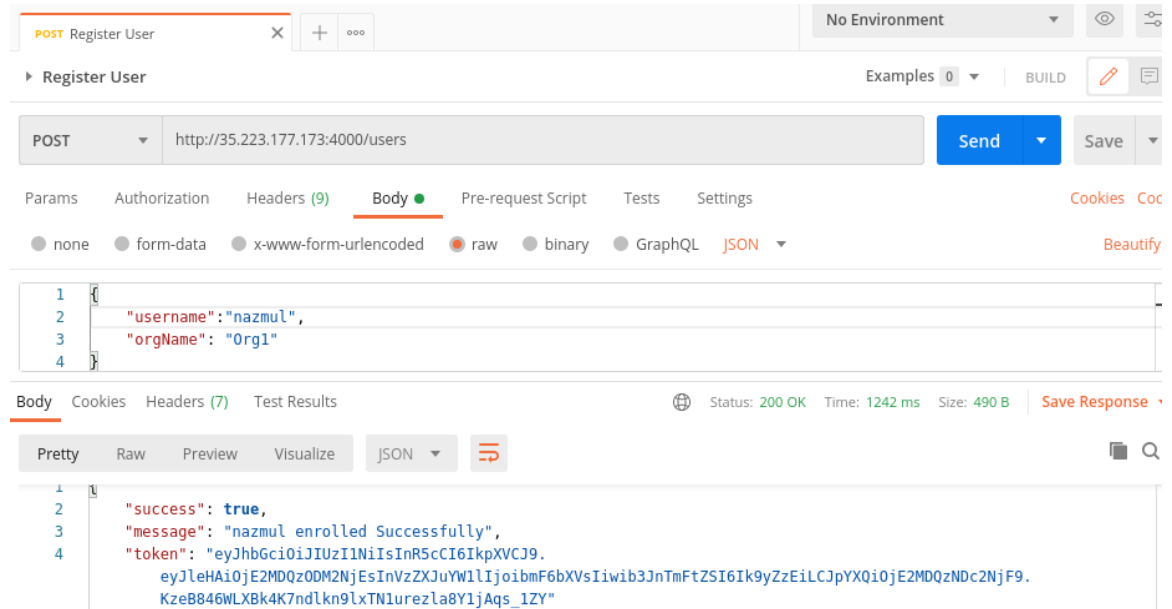 POST Register User
No Environment
Register User
Examples 0
BUILD
POST
http://35.223.177.173:4000/users
Send
Save
Params Authorization Headers (9) Body Pre-request Script Tests Settings Cookies
none form-data x-www-form-urlencoded raw binary GraphQL JSON Beautify
1 {
2 "username":"nazmul",
3 "orgName": "Org1"
4 }
Body Cookies Headers (7) Test Results Status: 200 OK Time: 1242 ms Size: 490 B Save Response
Pretty Raw Preview Visualize JSON
1 {
2 "success": true,
3 "message": "nazmul enrolled Successfully",
4 "token": "eyJhbGciOiJIUzI1NiIsInR5cCI6IkpXVCJ9.
eyJleHAiOjE2MDQzODM2NjEsInVzZXJuYW1lIjoibmF6bXVsIiwib3JnTmFtZSI6Ik9yZzEiLCJpYXQiOjE2MDQzNDc2NjF9.
KzeB846WLXBk4K7ndlkn9lxTN1urezla8Y1jAqs_1ZY"